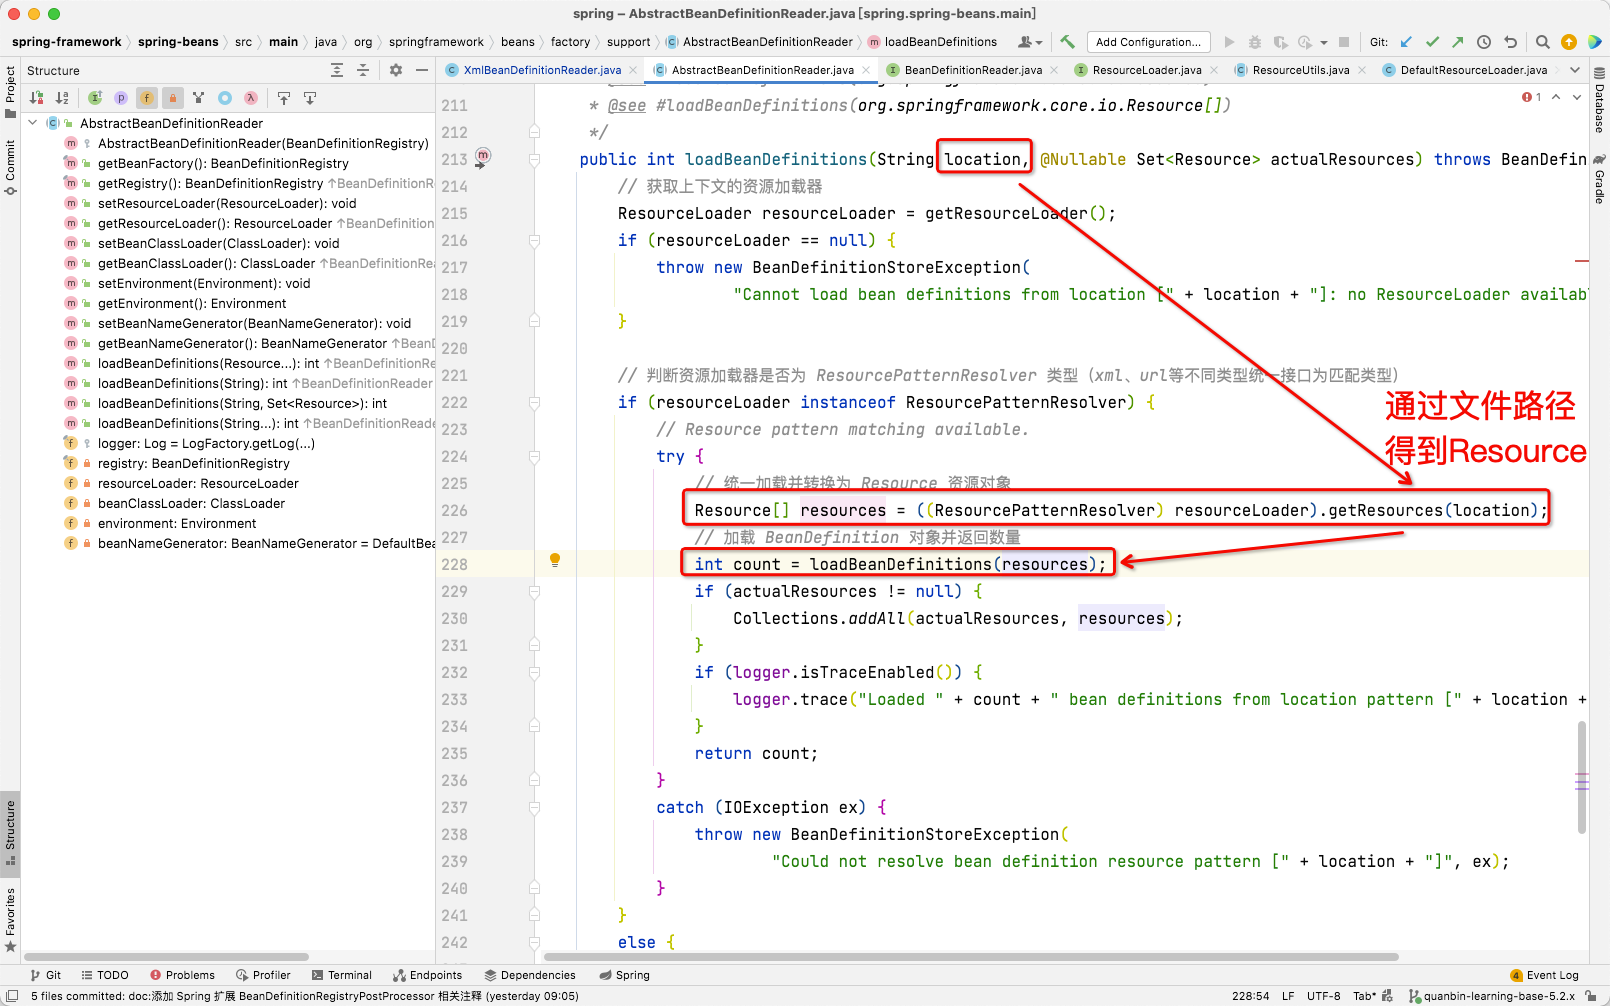 spring – AbstractBeanDefinitionReader.java [spring.spring-beans.main]
spring-framework spring-beans src main java org springframework beans factory support AbstractBeanDefinitionReader loadBeanDefinitions Add Configuration... Git:
Project
Commit
Structure
Favorites
Database
Gradle
Structure
XmlBeanDefinitionReader.java AbstractBeanDefinitionReader.java BeanDefinitionReader.java ResourceLoader.java ResourceUtils.java DefaultResourceLoader.java
AbstractBeanDefinitionReader
AbstractBeanDefinitionReader(BeanDefinitionRegistry)
getBeanFactory(): BeanDefinitionRegistry
getRegistry(): BeanDefinitionRegistry ↑BeanDefinitionR
setResourceLoader(ResourceLoader): void
getResourceLoader(): ResourceLoader ↑BeanDefinition
setBeanClassLoader(ClassLoader): void
getBeanClassLoader(): ClassLoader ↑BeanDefinitionRea
setEnvironment(Environment): void
getEnvironment(): Environment
setBeanNameGenerator(BeanNameGenerator): void
getBeanNameGenerator(): BeanNameGenerator ↑BeanD
loadBeanDefinitions(Resource...): int ↑BeanDefinitionRe
loadBeanDefinitions(String): int ↑BeanDefinitionReader
loadBeanDefinitions(String, Set<Resource>): int
loadBeanDefinitions(String...): int ↑BeanDefinitionReade
logger: Log = LogFactory.getLog(...)
registry: BeanDefinitionRegistry
resourceLoader: ResourceLoader
beanClassLoader: ClassLoader
environment: Environment
beanNameGenerator: BeanNameGenerator = DefaultBea
1
211 * @see #loadBeanDefinitions(org.springframework.core.io.Resource[])
212 */
213 public int loadBeanDefinitions(String location, @Nullable Set<Resource> actualResources) throws BeanDefin
214 // 获取上下文的资源加载器
215 ResourceLoader resourceLoader = getResourceLoader();
216 if (resourceLoader == null) {
217 throw new BeanDefinitionStoreException(
218 "Cannot load bean definitions from location [" + location + "]: no ResourceLoader availab
219 }
220
221 // 判断资源加载器是否为 ResourcePatternResolver 类型（xml、url等不同类型统一接口为匹配类型）
222 if (resourceLoader instanceof ResourcePatternResolver) {
223 // Resource pattern matching available.
224 try {
225 // 统一加载并转换为 Resource 资源对象
226 Resource[] resources = ((ResourcePatternResolver) resourceLoader).getResources(location);
227 // 加载 BeanDefinition 对象并返回数量
228 int count = loadBeanDefinitions(resources);
229 if (actualResources != null) {
230 Collections.addAll(actualResources, resources);
231 }
232 if (logger.isTraceEnabled()) {
233 logger.trace("Loaded " + count + " bean definitions from location pattern [" + location +
234 }
235 return count;
236 }
237 catch (IOException ex) {
238 throw new BeanDefinitionStoreException(
239 "Could not resolve bean definition resource pattern [" + location + "]", ex);
240 }
241 }
242 else {
通过文件路径
得到Resource
Git TODO Problems Profiler Terminal Endpoints Dependencies Spring 4 Event Log
5 files committed: doc:添加 Spring 扩展 BeanDefinitionRegistryPostProcessor 相关注释 (yesterday 09:05) 228:54 LF UTF-8 Tab* quanbin-learning-base-5.2.x